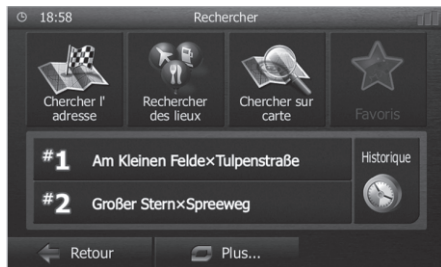 18:58 Rechercher
Chercher l'
adresse
Rechercher
des lieux
Chercher sur
carte
Favoris
#1 Am Kleinen Felde×Tulpenstraße
#2 Großer Stern×Spreeweg
Historique
Retour
Plus...